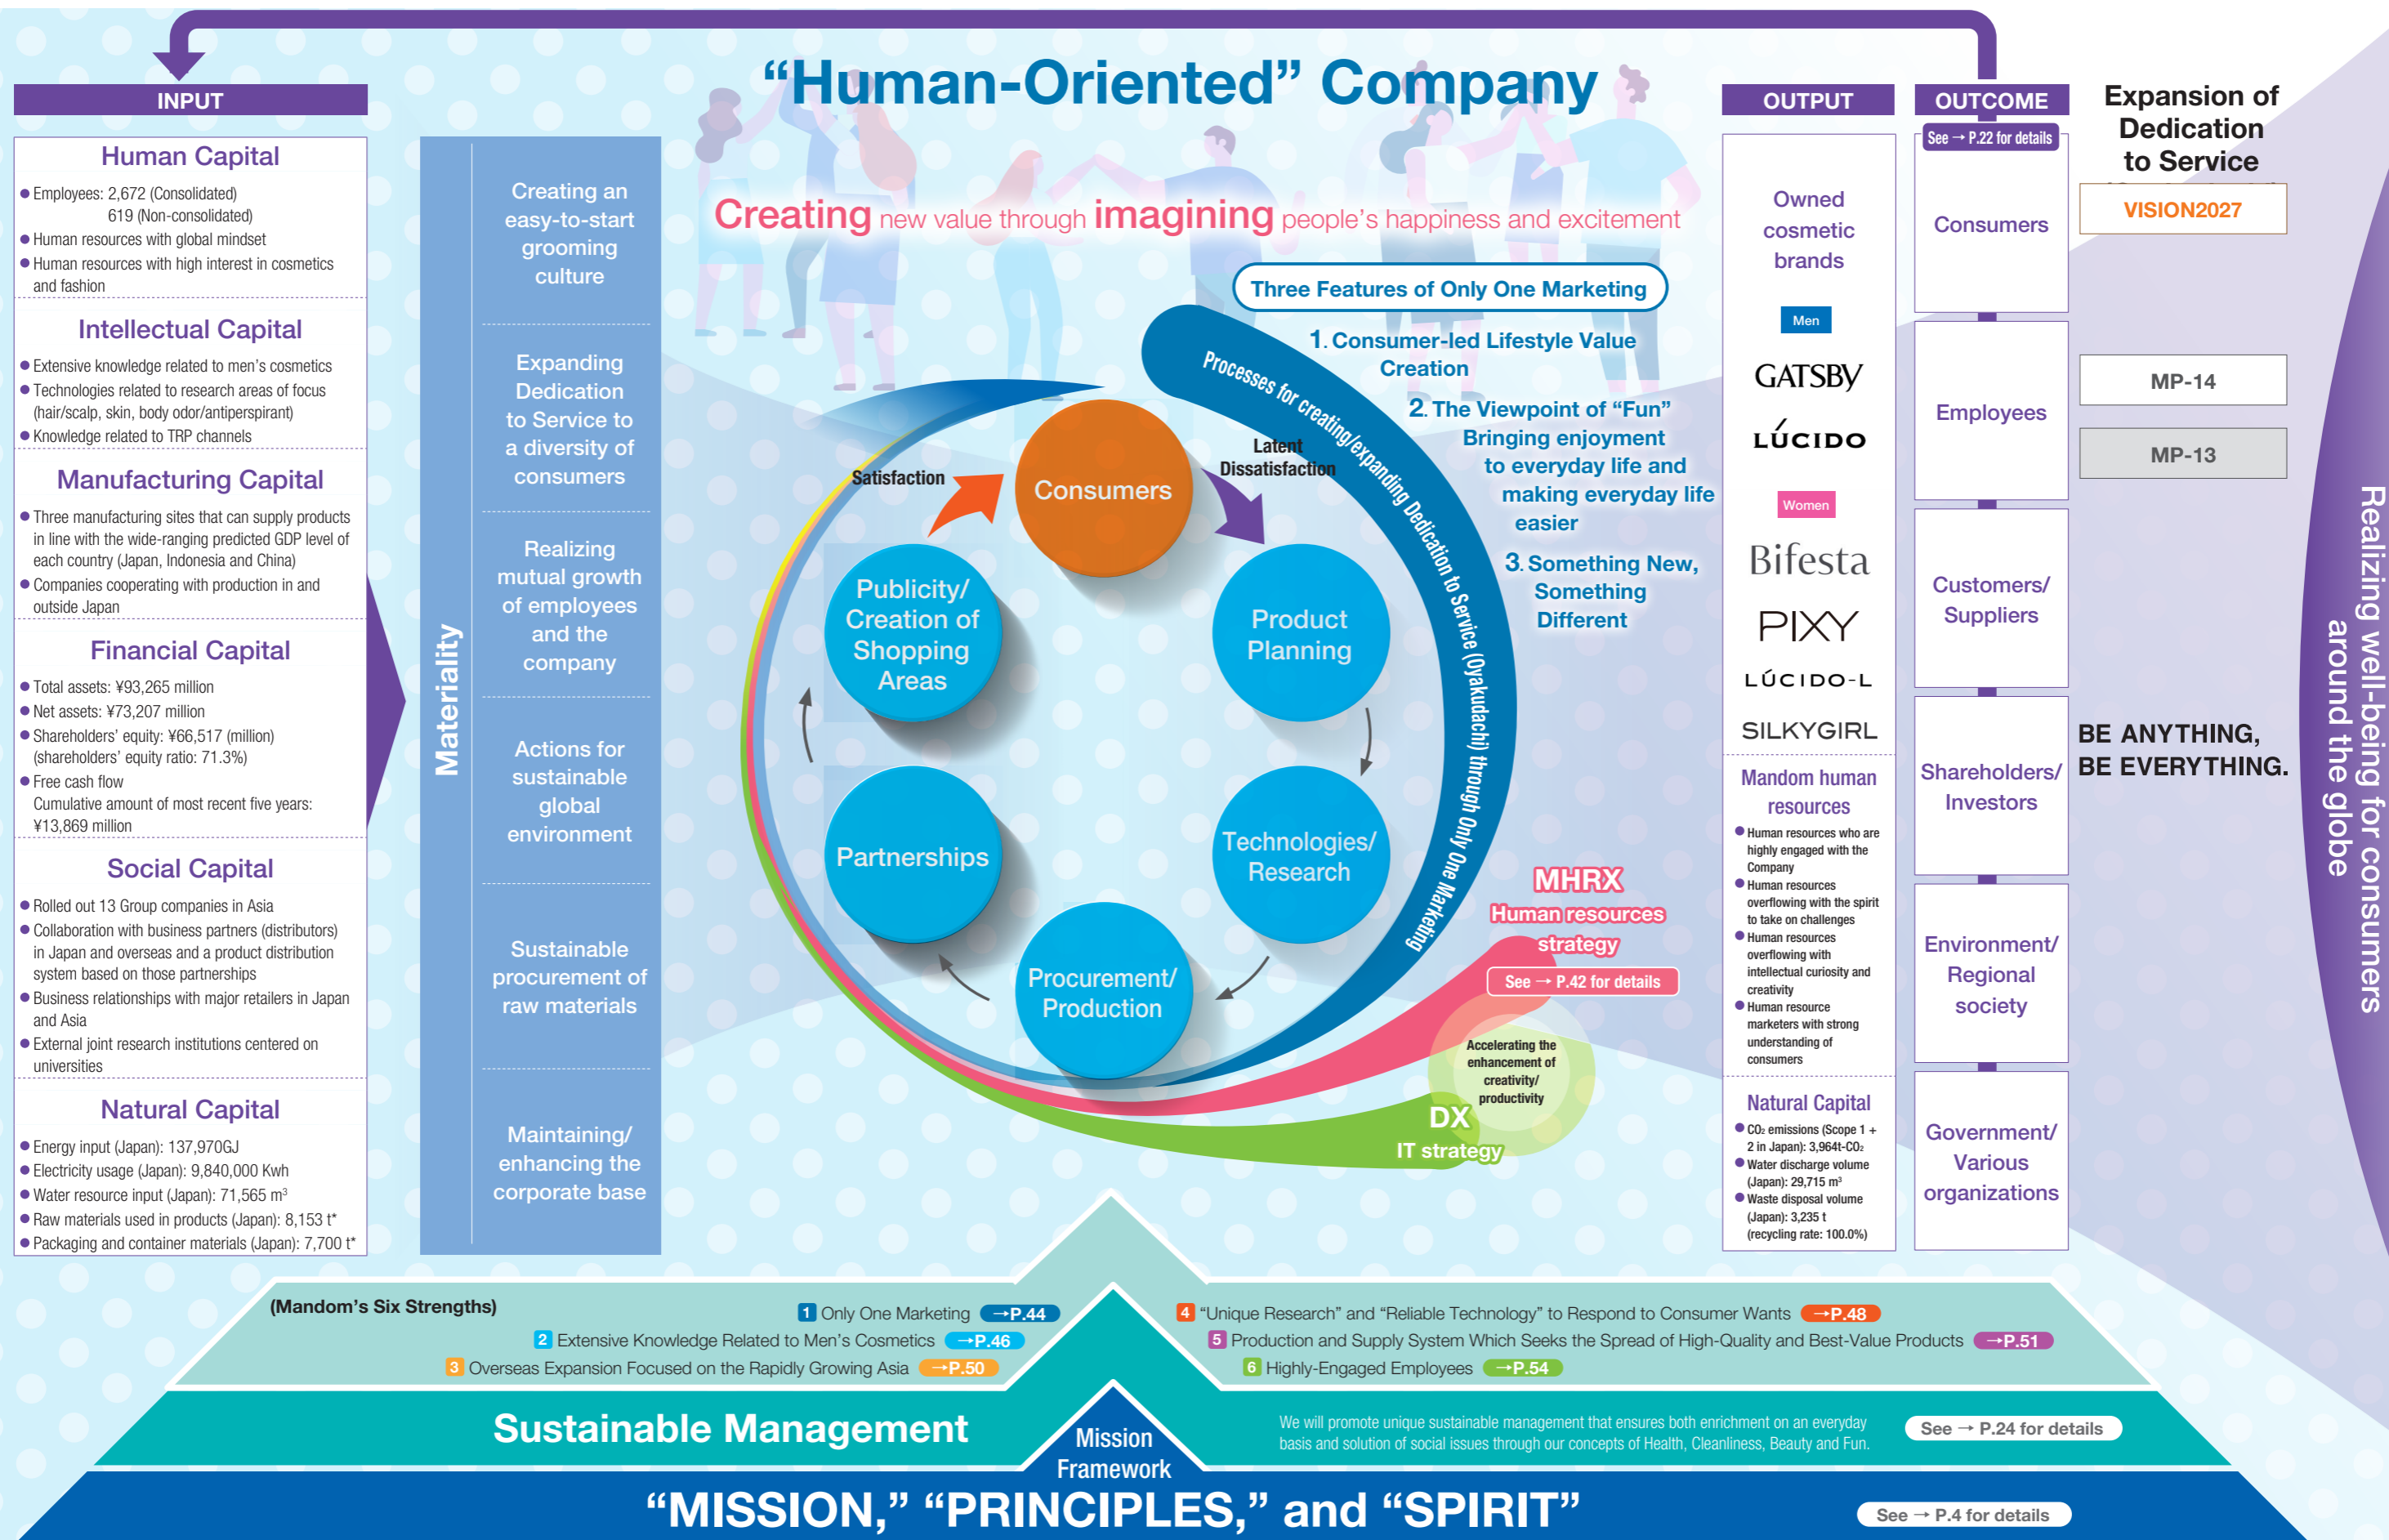 “Human-Oriented” Company
Creating new value through imagining people’s happiness and excitement
INPUT
Human Capital
● Employees: 2,672 (Consolidated)
619 (Non-consolidated)
● Human resources with global mindset
● Human resources with high interest in cosmetics
and fashion
Intellectual Capital
● Extensive knowledge related to men’s cosmetics
● Technologies related to research areas of focus
(hair/scalp, skin, body odor/antiperspirant)
● Knowledge related to TRP channels
Manufacturing Capital
● Three manufacturing sites that can supply products
in line with the wide-ranging predicted GDP level of
each country (Japan, Indonesia and China)
● Companies cooperating with production in and
outside Japan
Financial Capital
● Total assets: ¥93,265 million
● Net assets: ¥73,207 million
● Shareholders’ equity: ¥66,517 (million)
(shareholders’ equity ratio: 71.3%)
● Free cash flow
Cumulative amount of most recent five years:
¥13,869 million
Social Capital
● Rolled out 13 Group companies in Asia
● Collaboration with business partners (distributors)
in Japan and overseas and a product distribution
system based on those partnerships
● Business relationships with major retailers in Japan
and Asia
● External joint research institutions centered on
universities
Natural Capital
● Energy input (Japan): 137,970GJ
● Electricity usage (Japan): 9,840,000 Kwh
● Water resource input (Japan): 71,565 m³
● Raw materials used in products (Japan): 8,153 t*
● Packaging and container materials (Japan): 7,700 t*
Materiality
Creating an
easy-to-start
grooming
culture
Expanding
Dedication
to Service to
a diversity of
consumers
Realizing
mutual growth
of employees
and the
company
Actions for
sustainable
global
environment
Sustainable
procurement of
raw materials
Maintaining/
enhancing the
corporate base
Three Features of Only One Marketing
1. Consumer-led Lifestyle Value
Creation
2. The Viewpoint of “Fun”
Bringing enjoyment
to everyday life and
making everyday life
easier
3. Something New,
Something
Different
Processes for creating/expanding Dedication to Service (Oyakudachi) through Only One Marketing
Satisfaction
Consumers
Latent
Dissatisfaction
Product
Planning
Technologies/
Research
Procurement/
Production
Partnerships
Publicity/
Creation of
Shopping
Areas
MHRX
Human resources
strategy
See → P.42 for details
Accelerating the
enhancement of
creativity/
productivity
DX
IT strategy
OUTPUT
Owned
cosmetic
brands
Men
GATSBY
LÚCIDO
Women
Bifesta
PIXY
LÚCIDO-L
SILKYGIRL
Mandom human
resources
● Human resources who are
highly engaged with the
Company
● Human resources
overflowing with the spirit
to take on challenges
● Human resources
overflowing with
intellectual curiosity and
creativity
● Human resource
marketers with strong
understanding of
consumers
Natural Capital
● CO₂ emissions (Scope 1 +
2 in Japan): 3,964t-CO₂
● Water discharge volume
(Japan): 29,715 m³
● Waste disposal volume
(Japan): 3,235 t
(recycling rate: 100.0%)
OUTCOME
See → P.22 for details
Consumers
Employees
Customers/
Suppliers
Shareholders/
Investors
Environment/
Regional
society
Government/
Various
organizations
Expansion of
Dedication
to Service
VISION2027
MP-14
MP-13
BE ANYTHING,
BE EVERYTHING.
Realizing well-being for consumers
around the globe
(Mandom’s Six Strengths)
1 Only One Marketing →P.44
2 Extensive Knowledge Related to Men’s Cosmetics →P.46
3 Overseas Expansion Focused on the Rapidly Growing Asia →P.50
4 “Unique Research” and “Reliable Technology” to Respond to Consumer Wants →P.48
5 Production and Supply System Which Seeks the Spread of High-Quality and Best-Value Products →P.51
6 Highly-Engaged Employees →P.54
Sustainable Management
We will promote unique sustainable management that ensures both enrichment on an everyday
basis and solution of social issues through our concepts of Health, Cleanliness, Beauty and Fun.
See → P.24 for details
Mission
Framework
“MISSION,” “PRINCIPLES,” and “SPIRIT”
See → P.4 for details